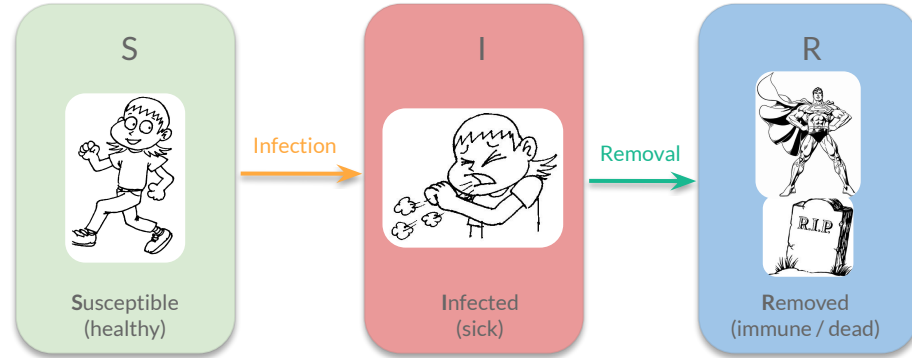 S
I
R
Infection
Removal
R.I.P.
Susceptible
(healthy)
Infected
(sick)
Removed
(immune / dead)